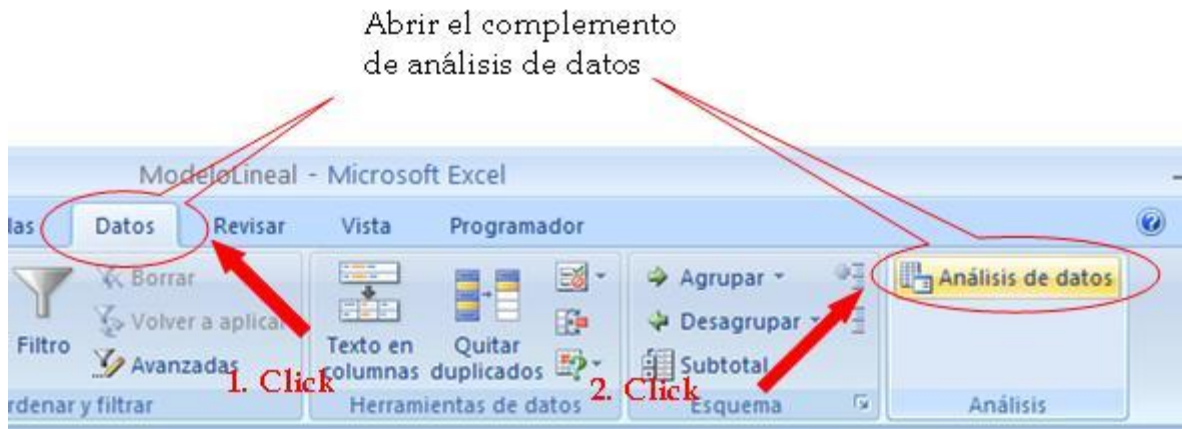 Abrir el complemento
de análisis de datos
ModeloLineal - Microsoft Excel
las Datos Revisar Vista Programador
Borrar
Volver a aplicar
Avanzadas
Filtro
Texto en
columnas
Quitar
duplicados
Agrupar
Desagrupar
Subtotal
Análisis de datos
1. Click
2. Click
rdenar y filtrar
Herramientas de datos
Esquema
Análisis